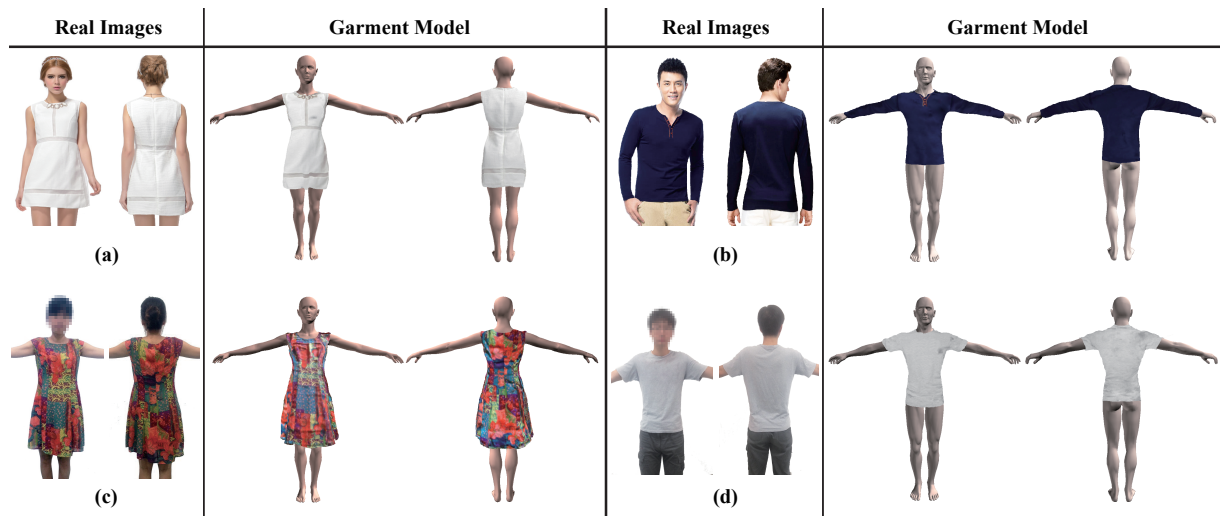 Real Images
Garment Model
Real Images
Garment Model
(a)
(b)
(c)
(d)